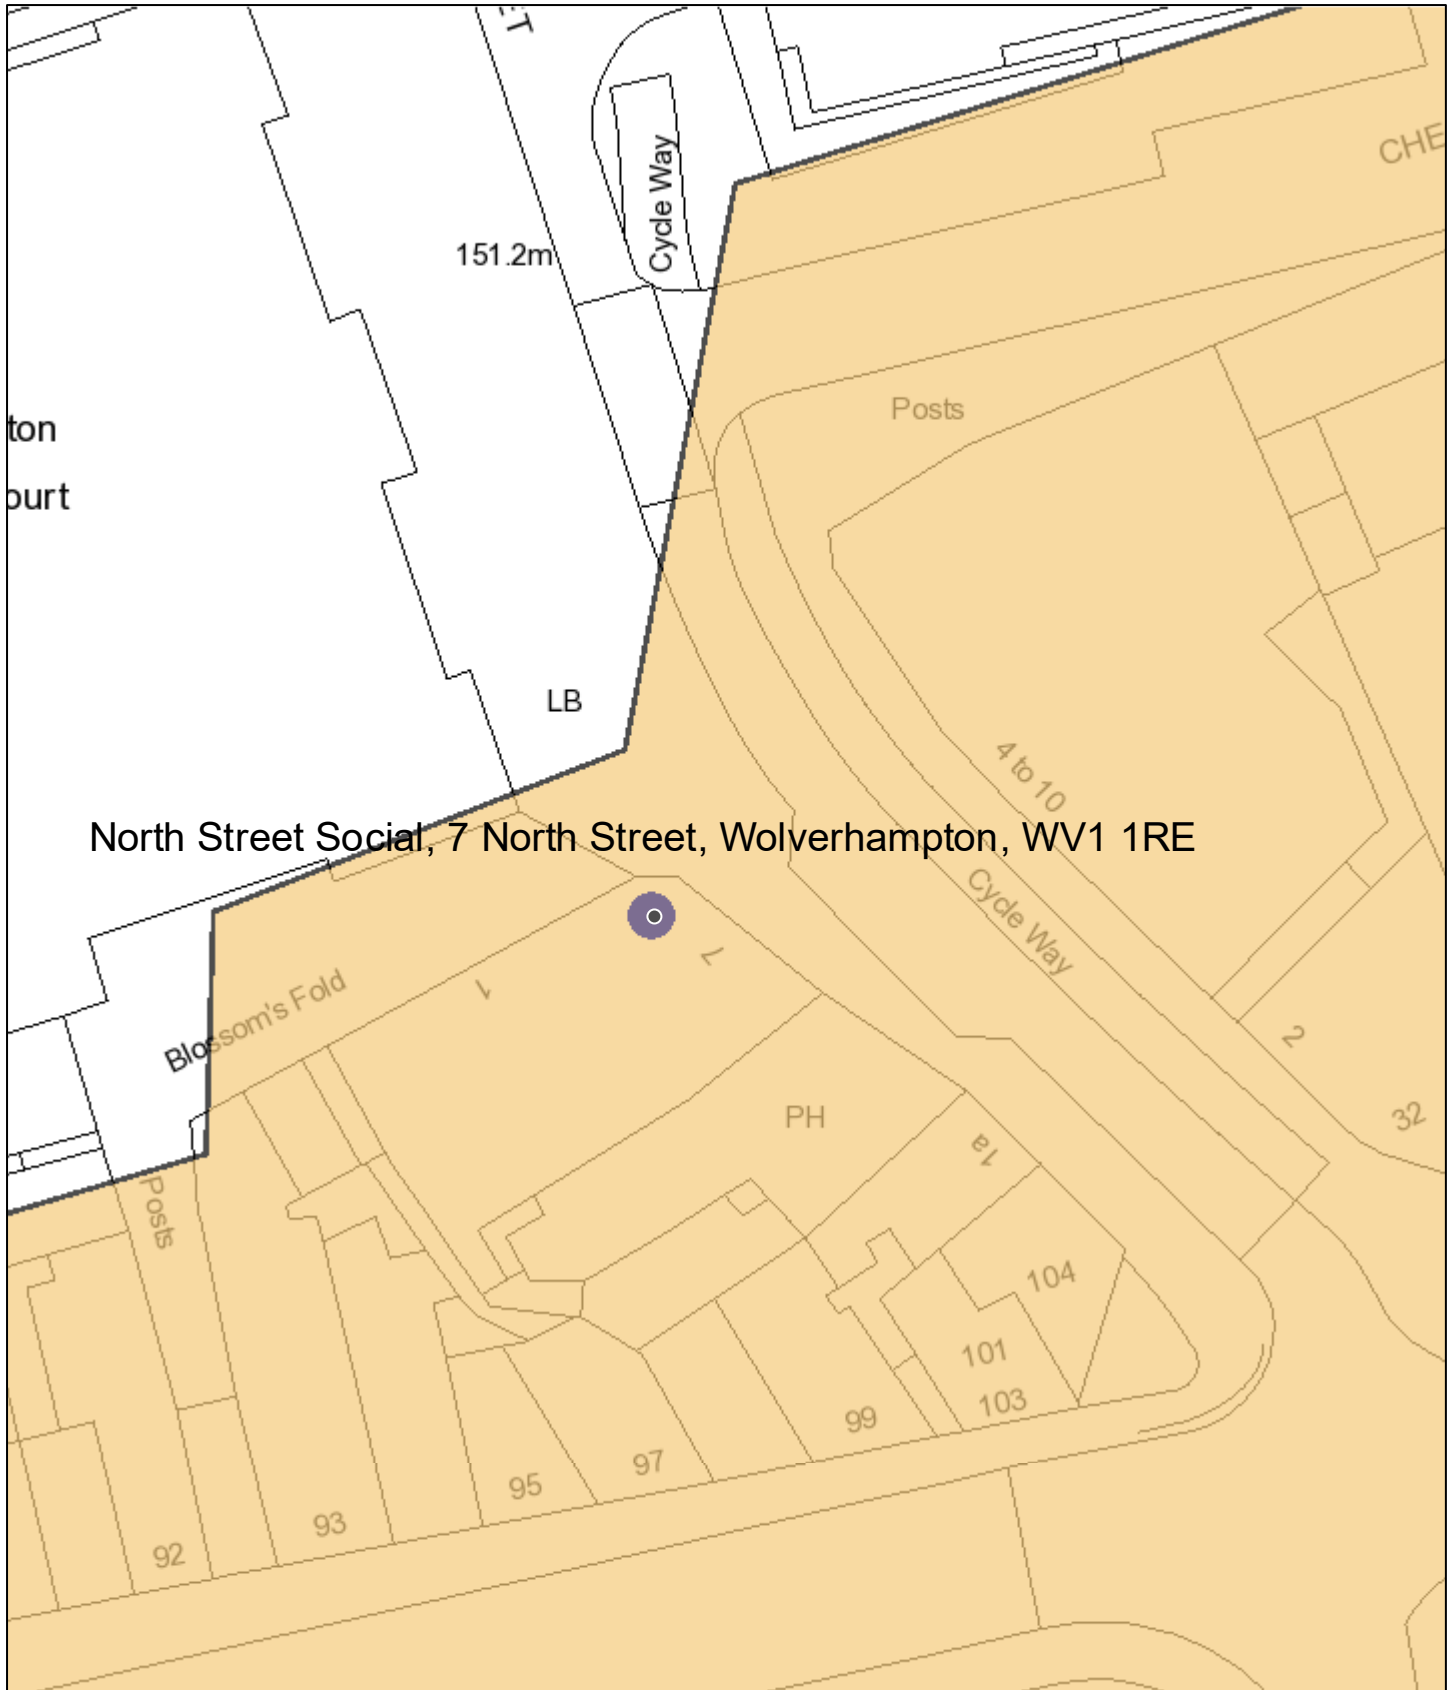 ET
Cycle Way
CHE
151.2m
Posts
ton
ourt
LB
4 to 10
North Street Social, 7 North Street, Wolverhampton, WV1 1RE
Cycle Way
7
1
Blossom's Fold
2
PH
32
1a
Posts
104
101
103
99
97
95
93
92